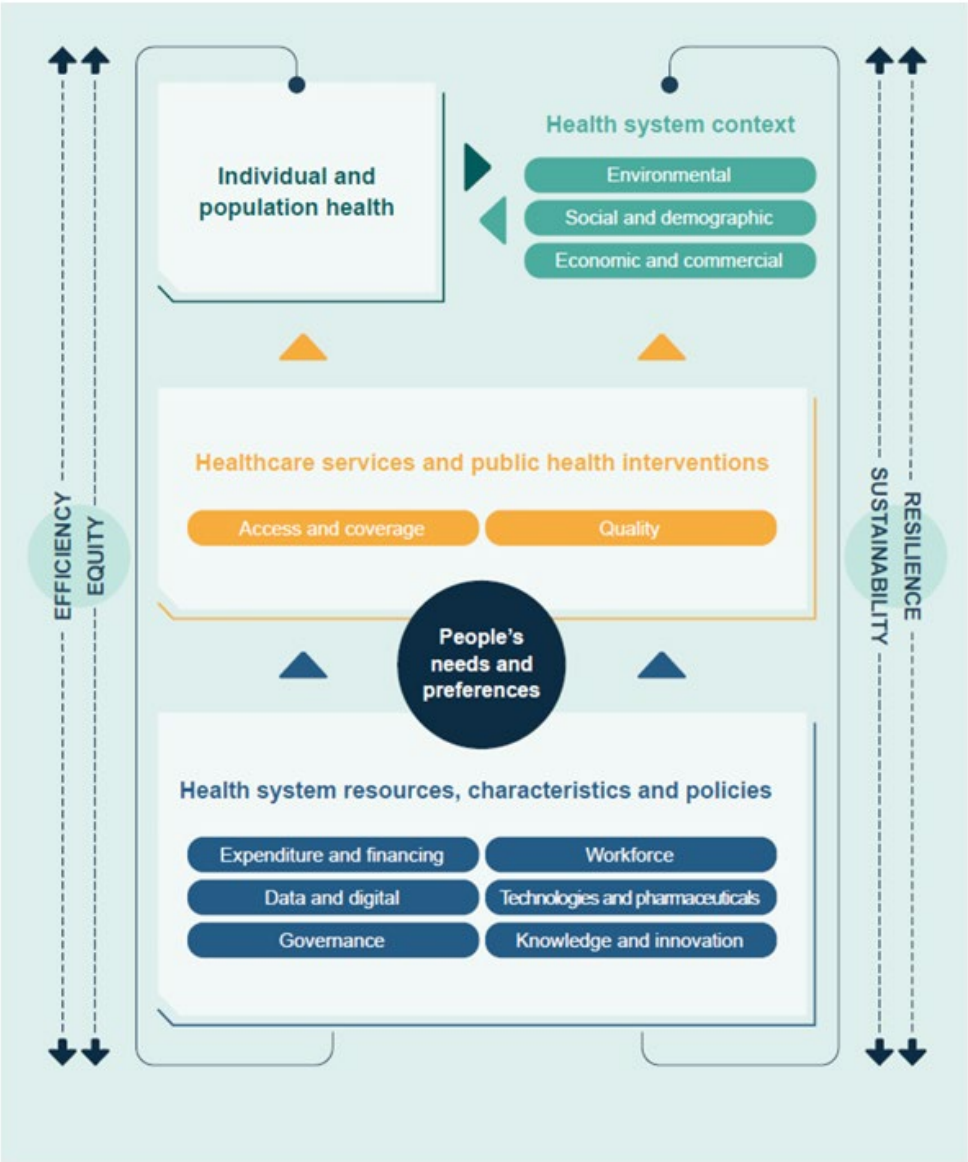 Individual and
population health
Health system context
Environmental
Social and demographic
Economic and commercial
Healthcare services and public health interventions
Access and coverage
Quality
People's
needs and
preferences
Health system resources, characteristics and policies
Expenditure and financing
Workforce
Data and digital
Technologies and pharmaceuticals
Governance
Knowledge and innovation
EFFICIENCY
EQUITY
SUSTAINABILITY
RESILIENCE